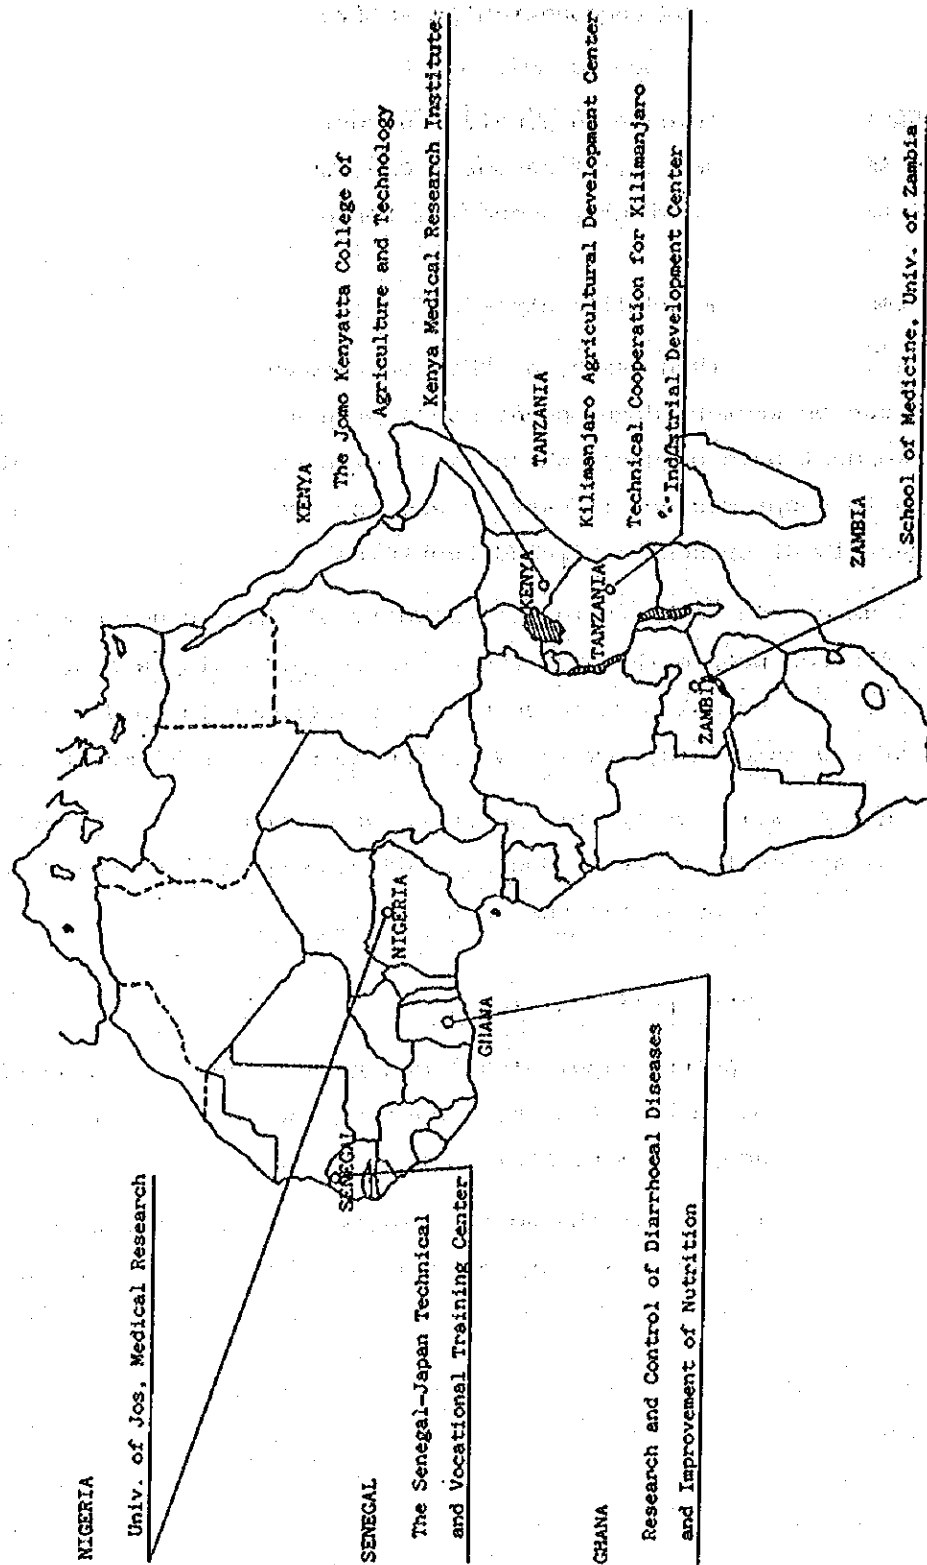 NIGERIA
Univ. of Jos, Medical Research
SENEGAL
The Senegal-Japan Technical
and Vocational Training Center
GHANA
Research and Control of Diarrhoeal Diseases
and Improvement of Nutrition
SENEGAL
NIGERIA
GHANA
KENYA
TANZANIA
ZAMBIA
KENYA
The Jomo Kenyatta College of
Agriculture and Technology
Kenya Medical Research Institute
TANZANIA
Kilimanjaro Agricultural Development Center
Technical Cooperation for Kilimanjaro
Industrial Development Center
ZAMBIA
School of Medicine, Univ. of Zambia